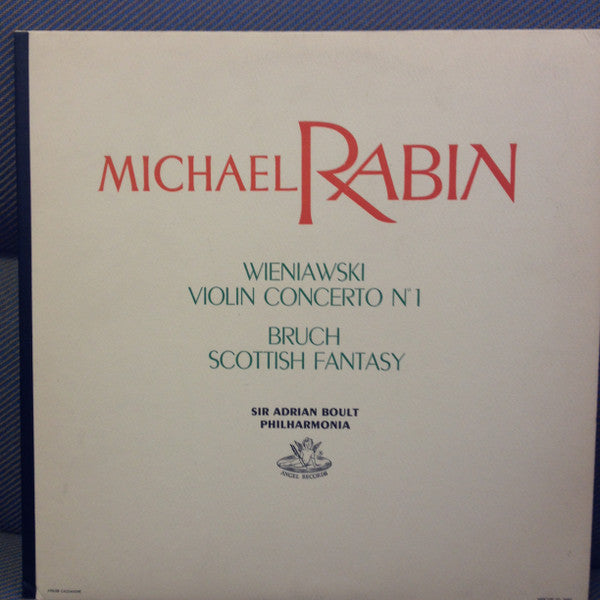 MICHAEL RABIN
WIENIAWSKI
VIOLIN CONCERTO Nº1
BRUCH
SCOTTISH FANTASY
SIR ADRIAN BOULT
PHILHARMONIA
ANGEL RECORDS